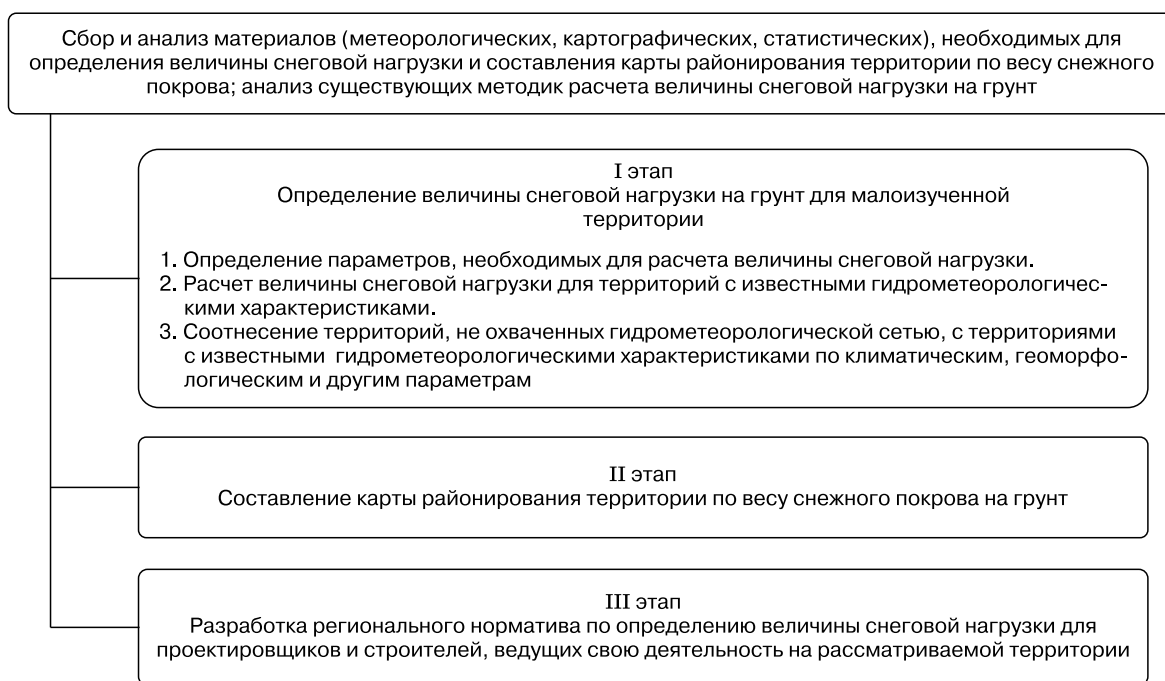 Сбор и анализ материалов (метеорологических, картографических, статистических), необходимых для
определения величины снеговой нагрузки и составления карты районирования территории по весу снежного
покрова; анализ существующих методик расчета величины снеговой нагрузки на грунт
I этап
Определение величины снеговой нагрузки на грунт для малоизученной
территории
1. Определение параметров, необходимых для расчета величины снеговой нагрузки.
2. Расчет величины снеговой нагрузки для территорий с известными гидрометеорологичес-
кими характеристиками.
3. Соотнесение территорий, не охваченных гидрометеорологической сетью, с территориями
с известными гидрометеорологическими характеристиками по климатическим, геоморфо-
логическим и другим параметрам
II этап
Составление карты районирования территории по весу снежного покрова на грунт
III этап
Разработка регионального норматива по определению величины снеговой нагрузки для
проектировщиков и строителей, ведущих свою деятельность на рассматриваемой территории